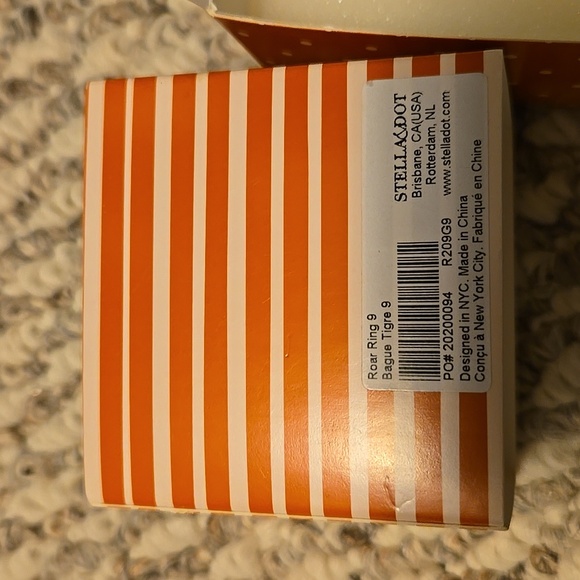 Roar Ring 9
Bague Tigre 9
STELLA DOT
Brisbane, CA(USA)
Rotterdam, NL
www.stelladot.com
PO# 20200094 R209G9
Designed in NYC. Made in China
Conçu à New York City. Fabriqué en Chine